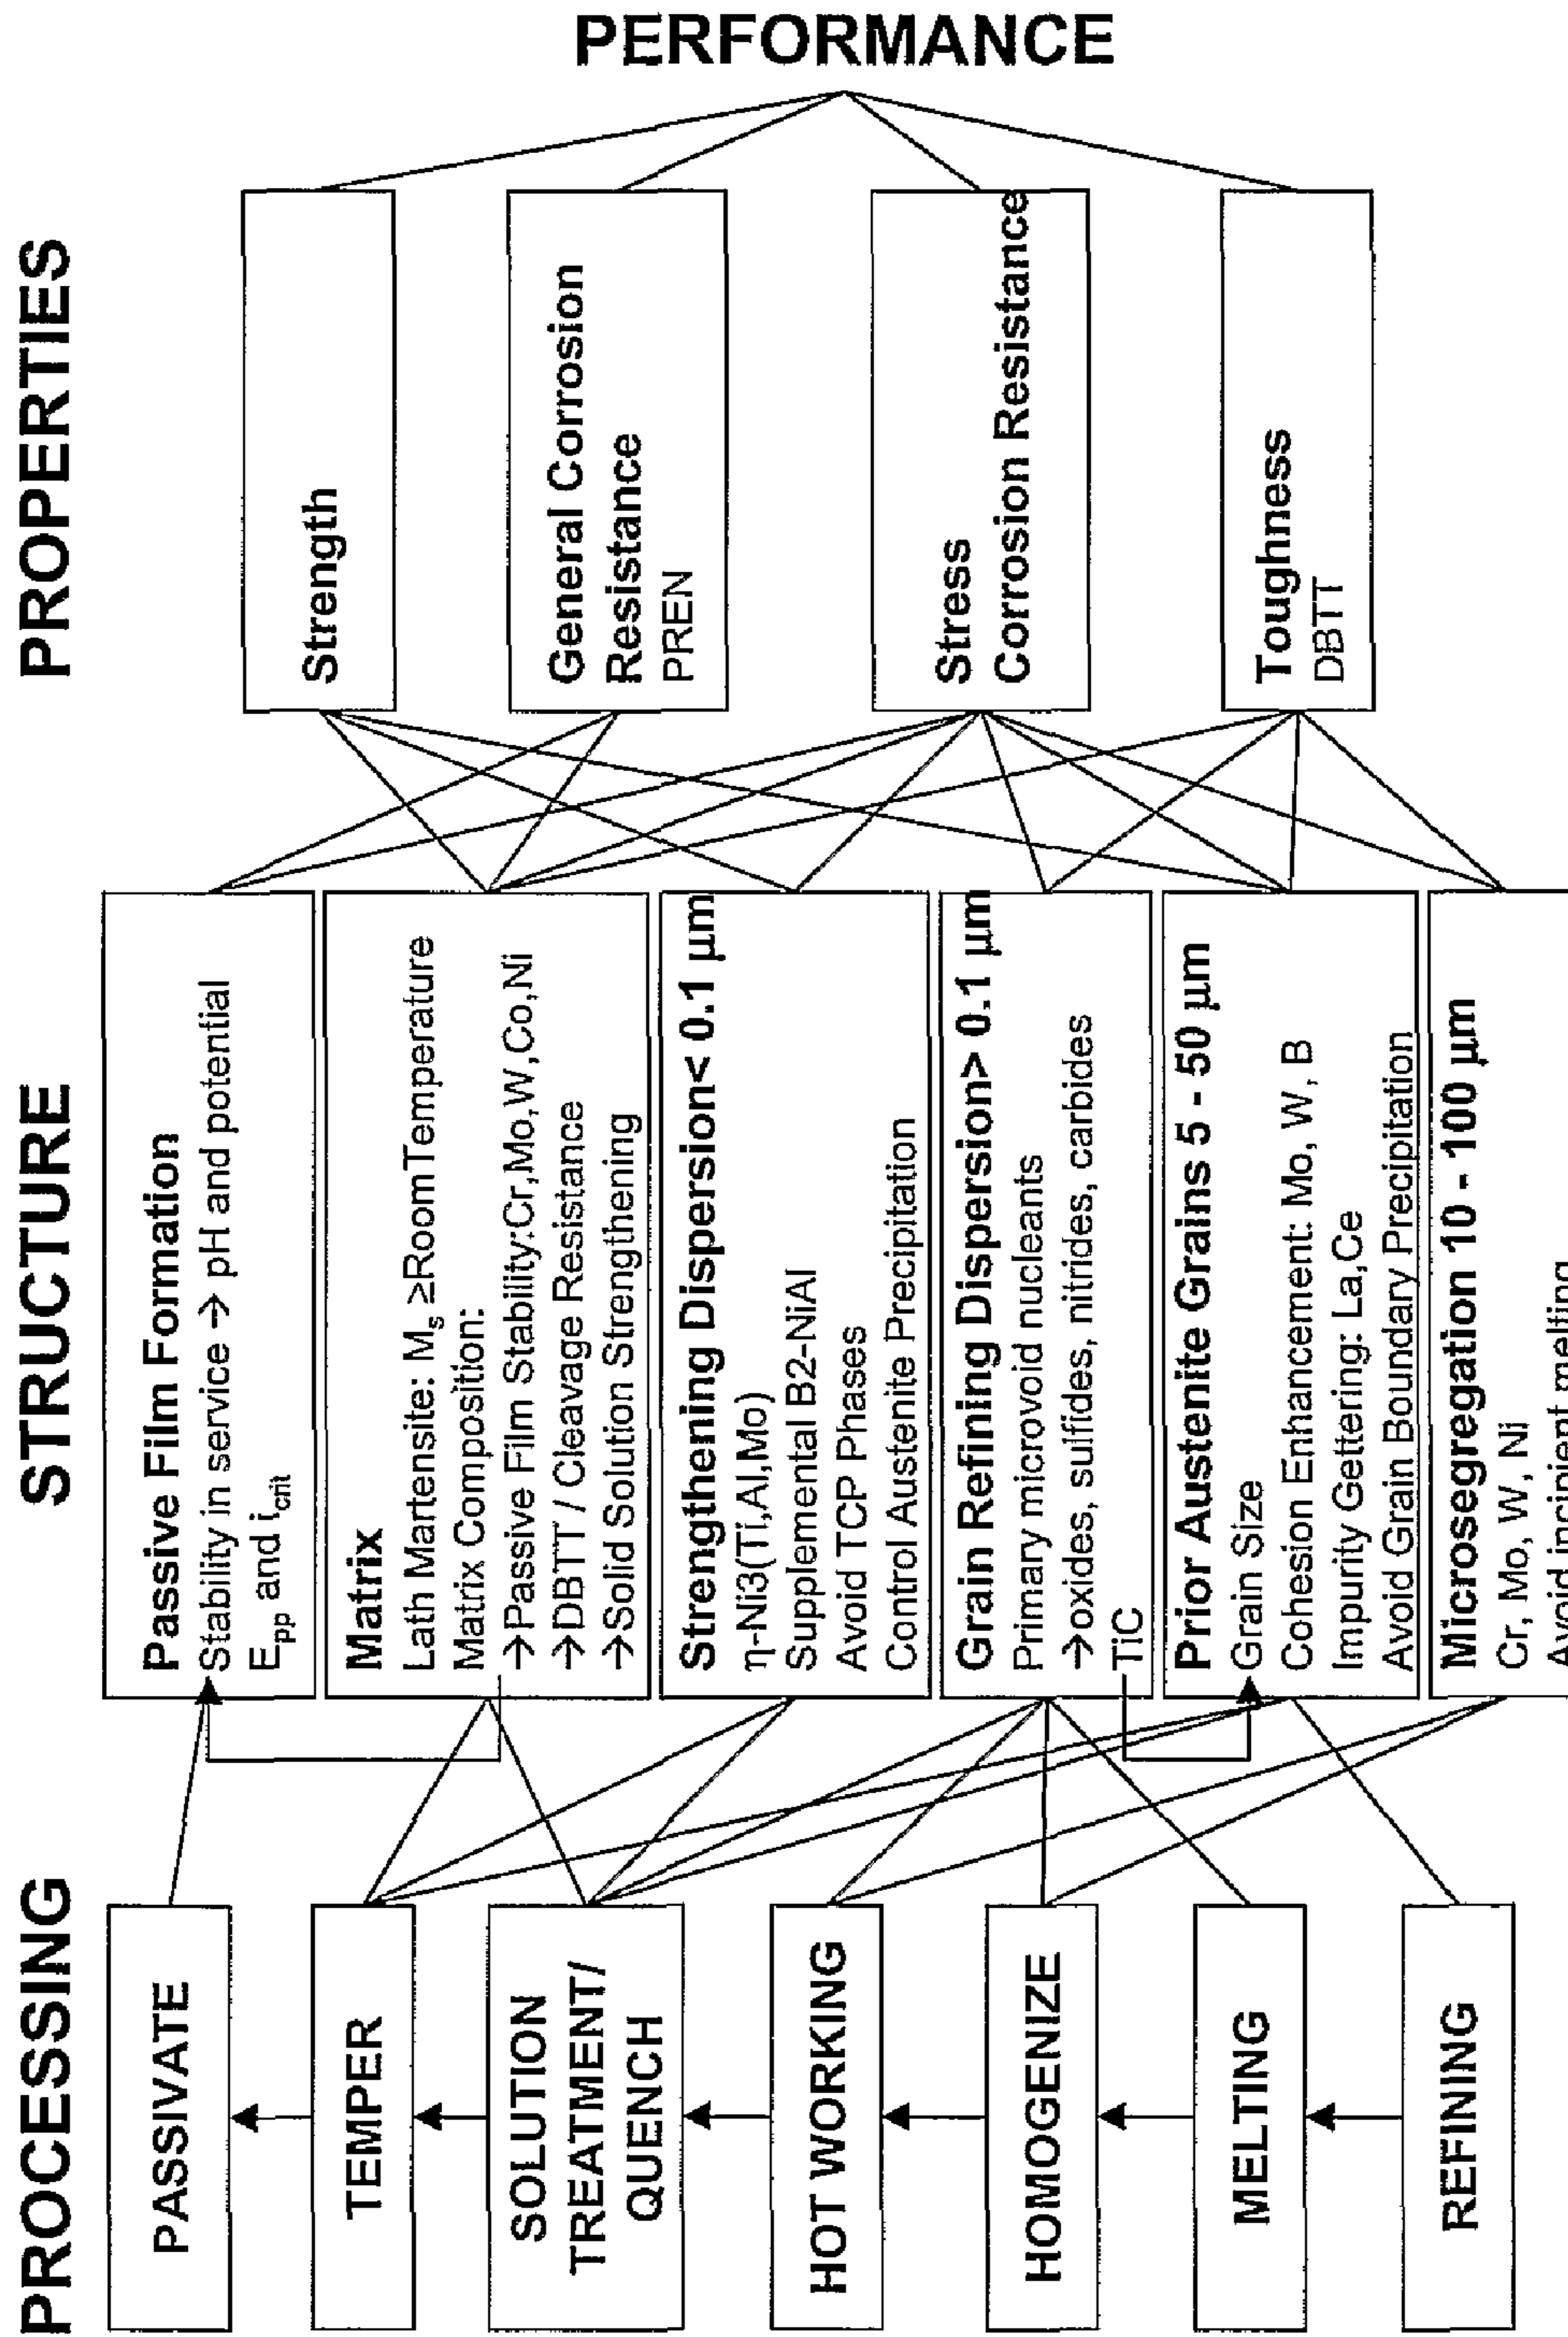 PROCESSING
PASSIVATE
TEMPER
SOLUTION
TREATMENT/
QUENCH
HOT WORKING
HOMOGENIZE
MELTING
REFINING
STRUCTURE
Passive Film Formation
Stability in service → pH and potential
Epp and icrit
Matrix
Lath Martensite: Ms ≥RoomTemperature
Matrix Composition:
→Passive Film Stability:Cr,Mo,W,Co,Ni
→DBTT / Cleavage Resistance
→Solid Solution Strengthening
Strengthening Dispersion< 0.1 μm
η-Ni3(Ti,Al,Mo)
Supplemental B2-NiAl
Avoid TCP Phases
Control Austenite Precipitation
Grain Refining Dispersion> 0.1 μm
Primary microvoid nucleants
→oxides, sulfides, nitrides, carbides
TiC
Prior Austenite Grains 5 - 50 μm
Grain Size
Cohesion Enhancement: Mo, W, B
Impurity Gettering: La,Ce
Avoid Grain Boundary Precipitation
Microsegregation 10 - 100 μm
Cr, Mo, W, Ni
Avoid incipient melting
PROPERTIES
Strength
General Corrosion
Resistance
PREN
Stress
Corrosion Resistance
Toughness
DBTT
PERFORMANCE